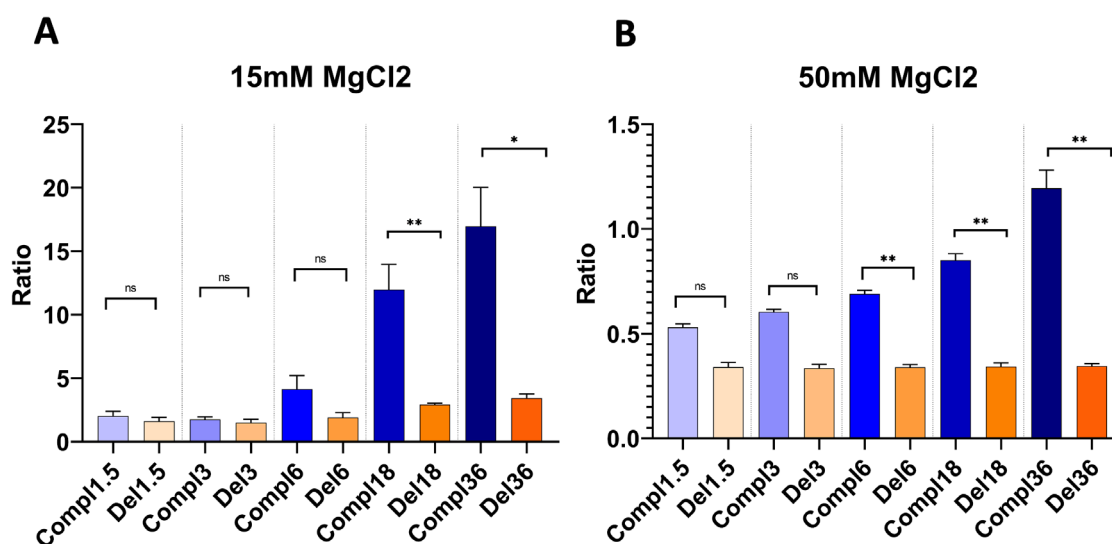 A
15mM MgCl2
Ratio
25
20
15
10
5
0
ns
ns
ns
**
*
Compl1.5
Del1.5
Compl3
Del3
Compl6
Del6
Compl18
Del18
Compl36
Del36
B
50mM MgCl2
Ratio
1.5
1.0
0.5
0.0
ns
ns
**
**
**
Compl1.5
Del1.5
Compl3
Del3
Compl6
Del6
Compl18
Del18
Compl36
Del36